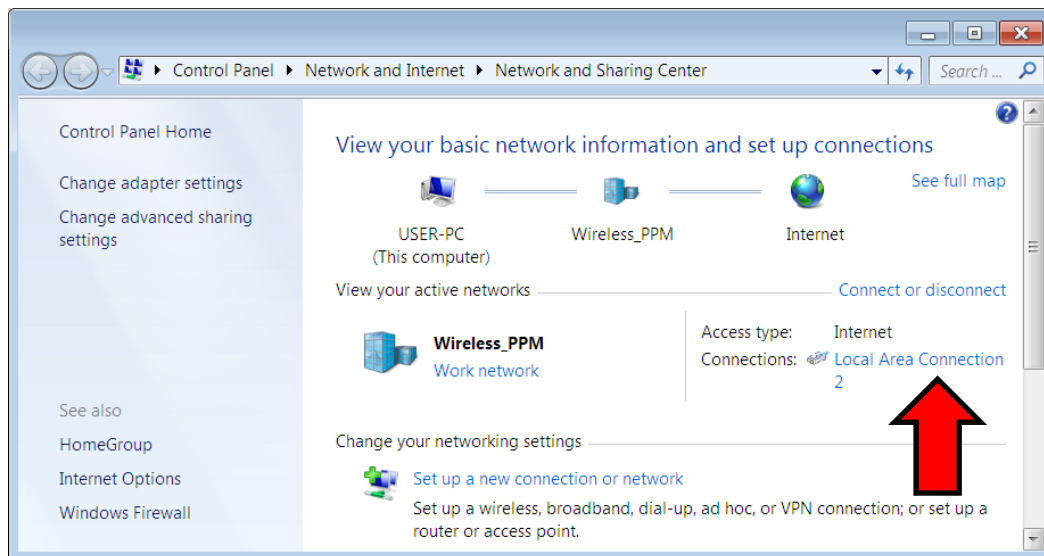 Control Panel Network and Internet Network and Sharing Center
Search ...
Control Panel Home
Change adapter settings
Change advanced sharing
settings
See also
HomeGroup
Internet Options
Windows Firewall
?
View your basic network information and set up connections
See full map
USER-PC
(This computer)
Wireless_PPM
Internet
View your active networks
Connect or disconnect
Wireless_PPM
Work network
Access type: Internet
Connections: Local Area Connection
2
Change your networking settings
Set up a new connection or network
Set up a wireless, broadband, dial-up, ad hoc, or VPN connection; or set up a
router or access point.